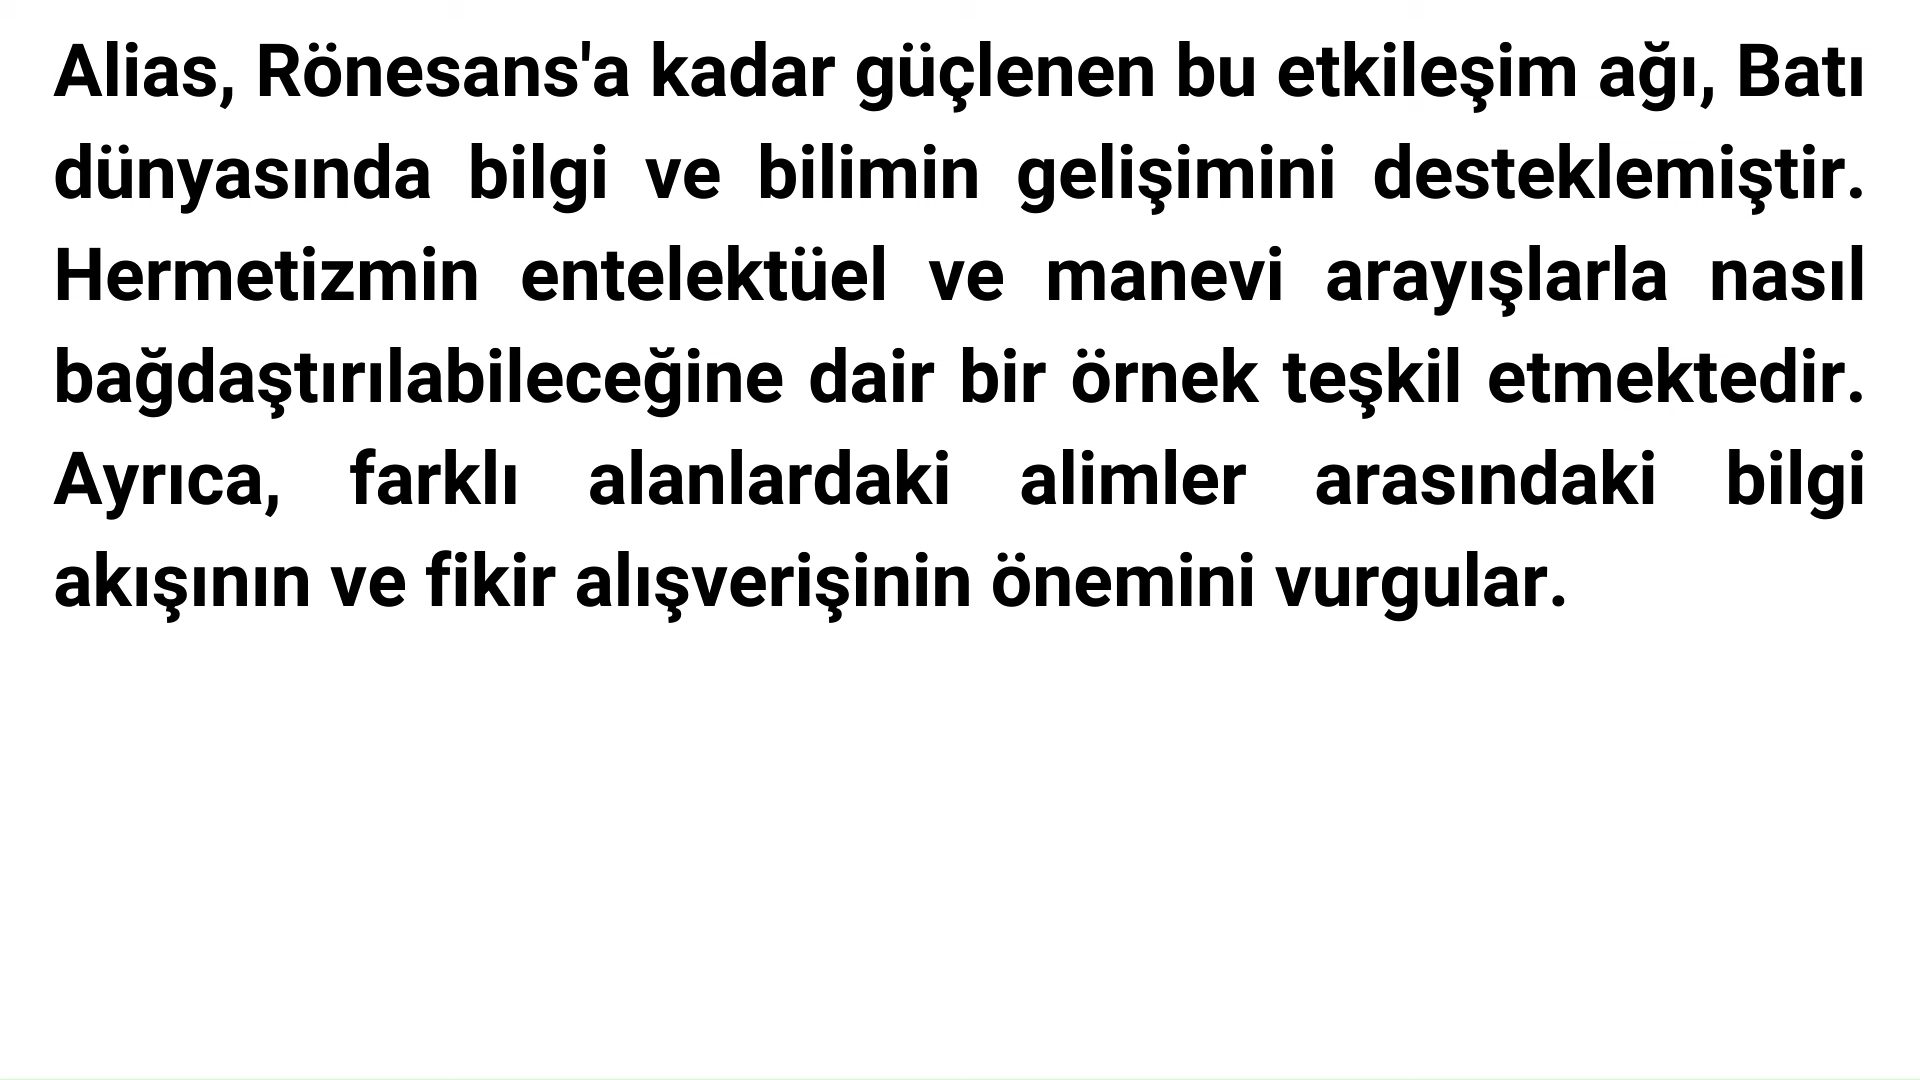 Alias, Rönesans'a kadar güçlenen bu etkileşim ağı, Batı
dünyasında bilgi ve bilimin gelişimini desteklemiştir.
Hermetizmin entelektüel ve manevi arayışlarla nasıl
bağdaştırılabileceğine dair bir örnek teşkil etmektedir.
Ayrıca, farklı alanlardaki alimler arasındaki bilgi
akışının ve fikir alışverişinin önemini vurgular.